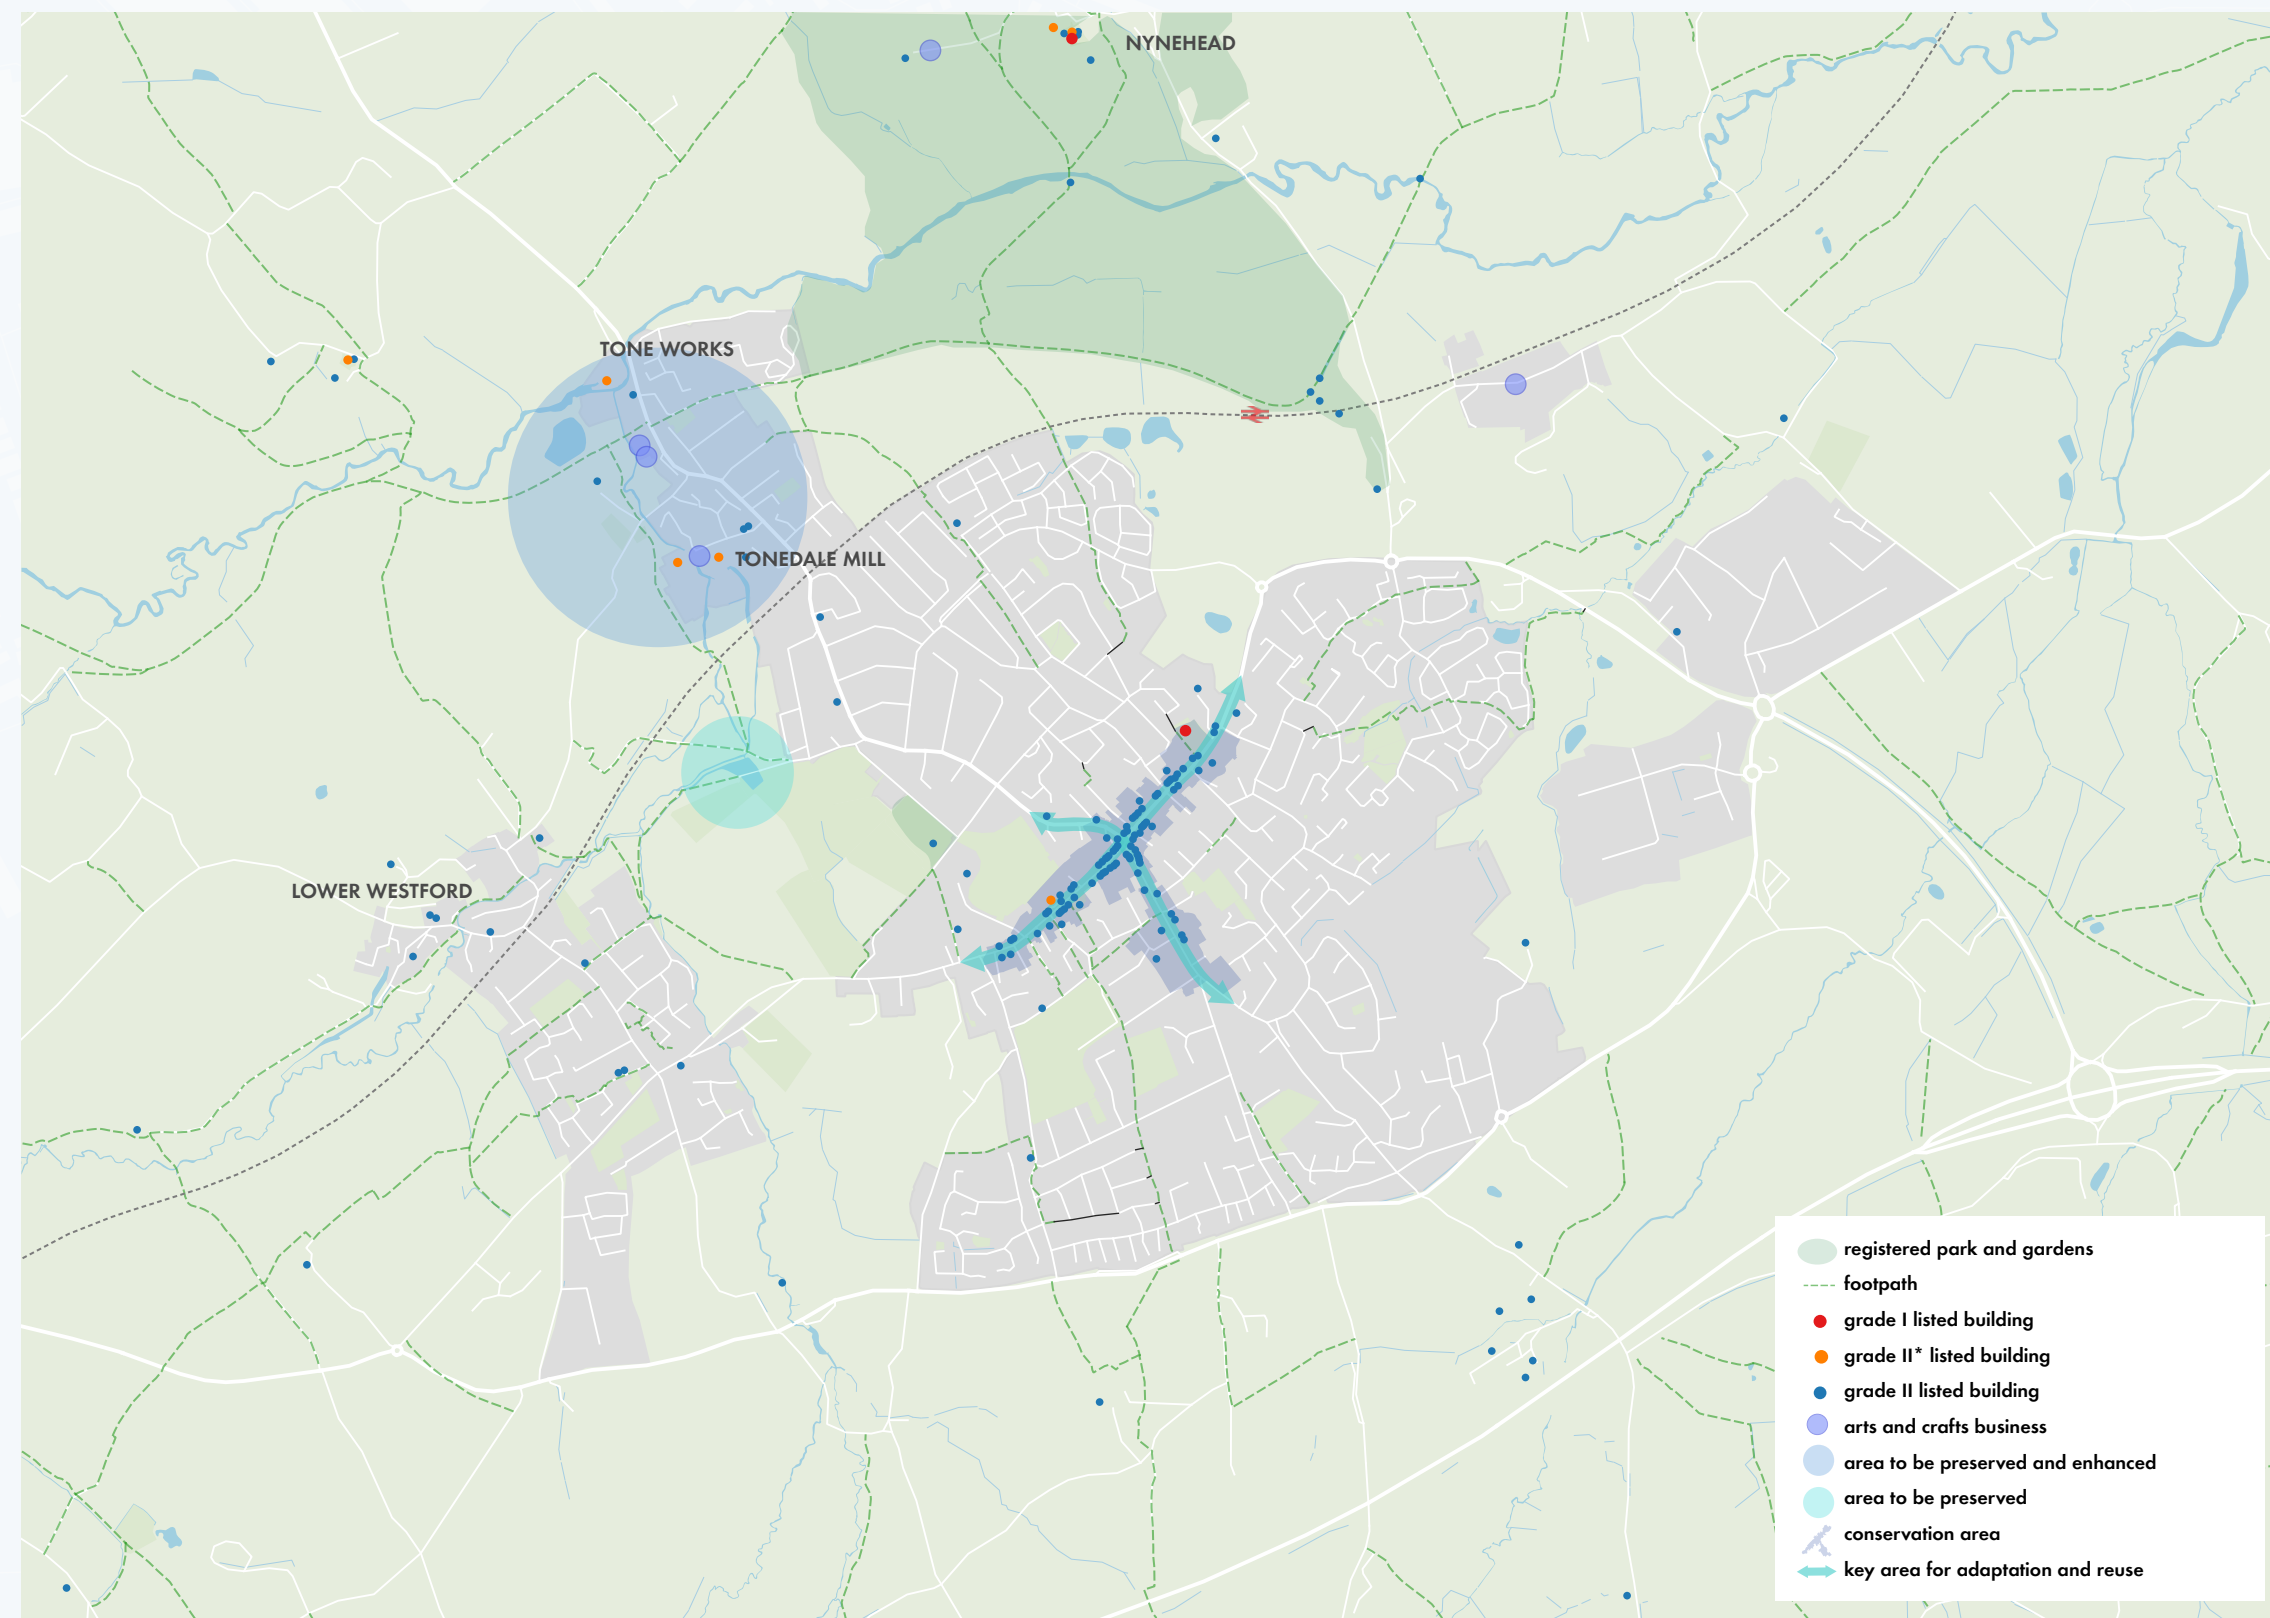 NYNEHEAD
TONE WORKS
TONEDALE MILL
LOWER WESTFORD
registered park and gardens
footpath
grade I listed building
grade II* listed building
grade II listed building
arts and crafts business
area to be preserved and enhanced
area to be preserved
conservation area
key area for adaptation and reuse